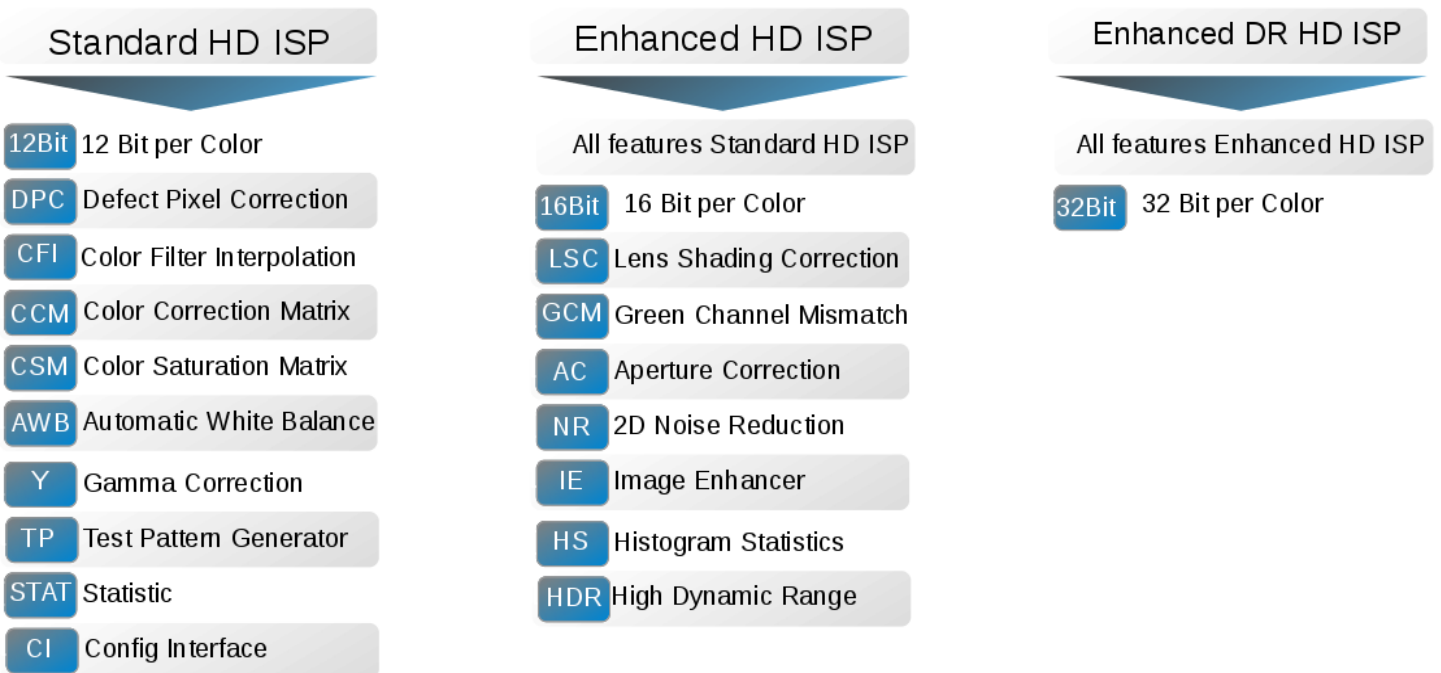 Standard HD ISP
12Bit 12 Bit per Color
DPC Defect Pixel Correction
CFI Color Filter Interpolation
CCM Color Correction Matrix
CSM Color Saturation Matrix
AWB Automatic White Balance
Y Gamma Correction
TP Test Pattern Generator
STAT Statistic
CI Config Interface
Enhanced HD ISP
All features Standard HD ISP
16Bit 16 Bit per Color
LSC Lens Shading Correction
GCM Green Channel Mismatch
AC Aperture Correction
NR 2D Noise Reduction
IE Image Enhancer
HS Histogram Statistics
HDR High Dynamic Range
Enhanced DR HD ISP
All features Enhanced HD ISP
32Bit 32 Bit per Color